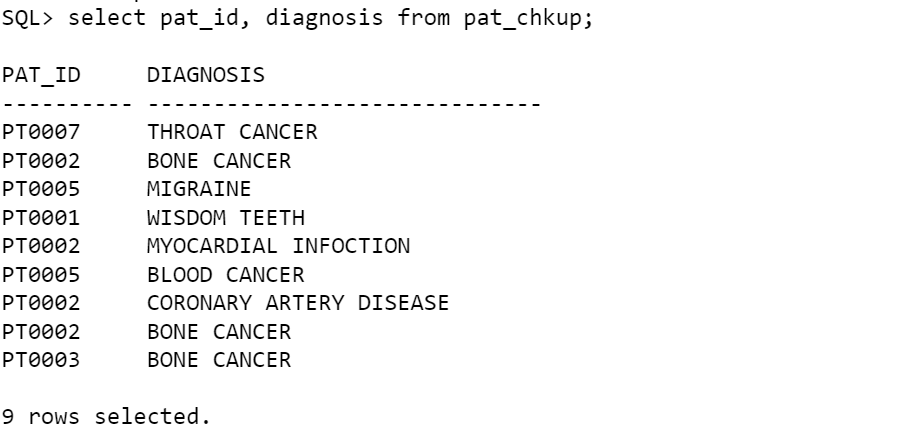 SQL> select pat_id, diagnosis from pat_chkup;
PAT_ID     DIAGNOSIS
---------- ------------------------------
PT0007     THROAT CANCER
PT0002     BONE CANCER
PT0005     MIGRAINE
PT0001     WISDOM TEETH
PT0002     MYOCARDIAL INFOCTION
PT0005     BLOOD CANCER
PT0002     CORONARY ARTERY DISEASE
PT0002     BONE CANCER
PT0003     BONE CANCER
9 rows selected.